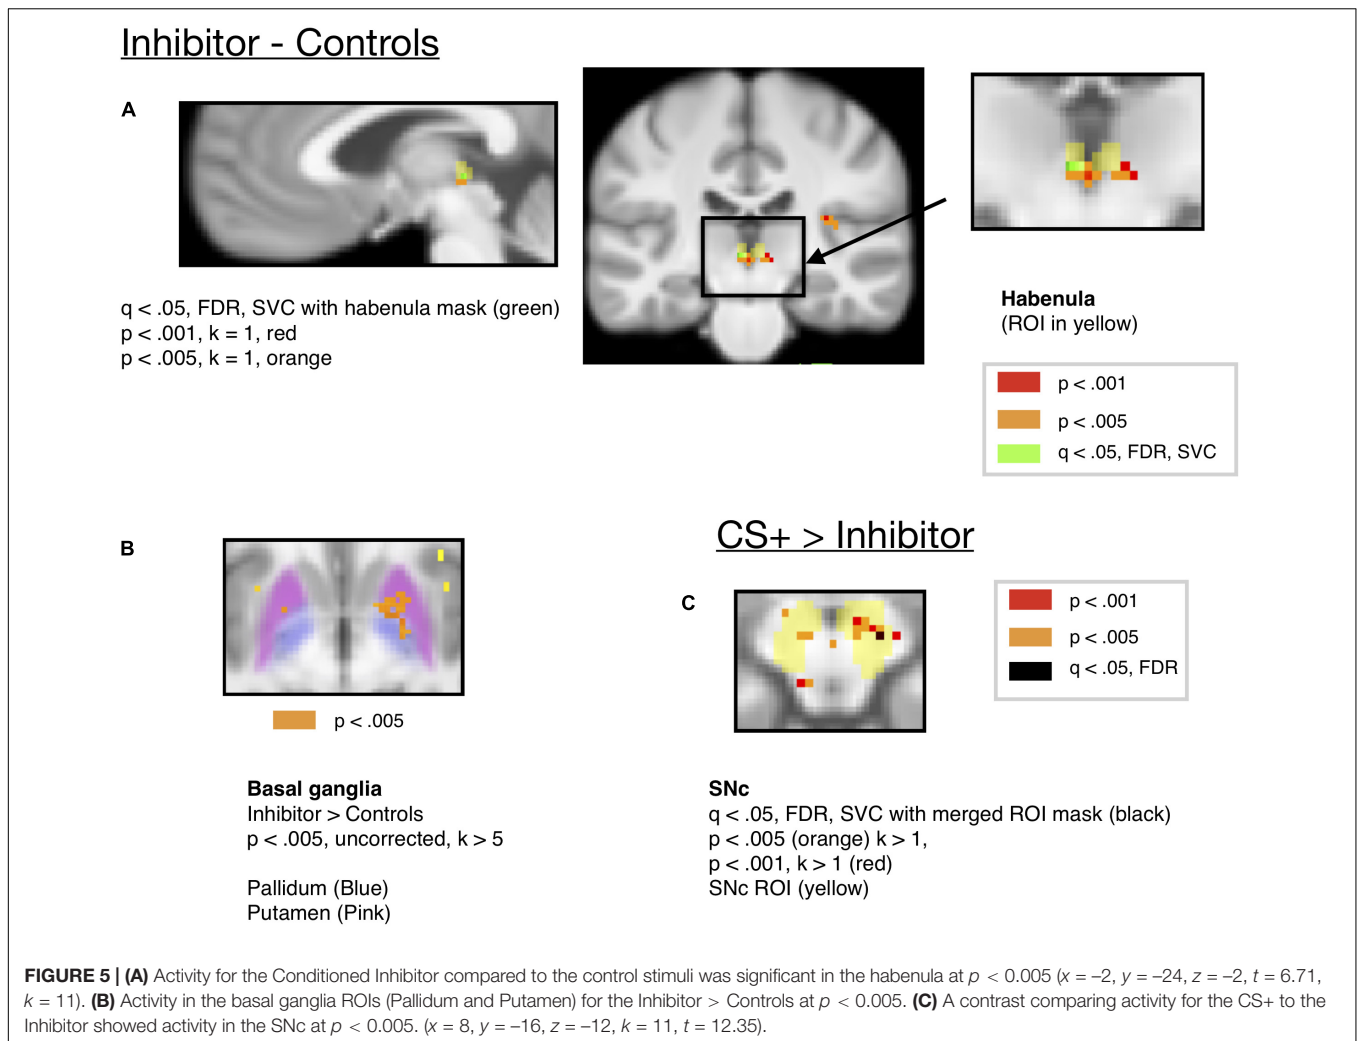 Inhibitor - Controls
A
q < .05, FDR, SVC with habenula mask (green)
p < .001, k = 1, red
p < .005, k = 1, orange
Habenula
(ROI in yellow)
p < .001
p < .005
q < .05, FDR, SVC
B
p < .005
Basal ganglia
Inhibitor > Controls
p < .005, uncorrected, k > 5
Pallidum (Blue)
Putamen (Pink)
CS+ > Inhibitor
C
p < .001
p < .005
q < .05, FDR
SNc
q < .05, FDR, SVC with merged ROI mask (black)
p < .005 (orange) k > 1,
p < .001, k > 1 (red)
SNc ROI (yellow)
FIGURE 5 | (A) Activity for the Conditioned Inhibitor compared to the control stimuli was significant in the habenula at p < 0.005 (x = –2, y = –24, z = –2, t = 6.71,
k = 11). (B) Activity in the basal ganglia ROIs (Pallidum and Putamen) for the Inhibitor > Controls at p < 0.005. (C) A contrast comparing activity for the CS+ to the
Inhibitor showed activity in the SNc at p < 0.005. (x = 8, y = –16, z = –12, k = 11, t = 12.35).